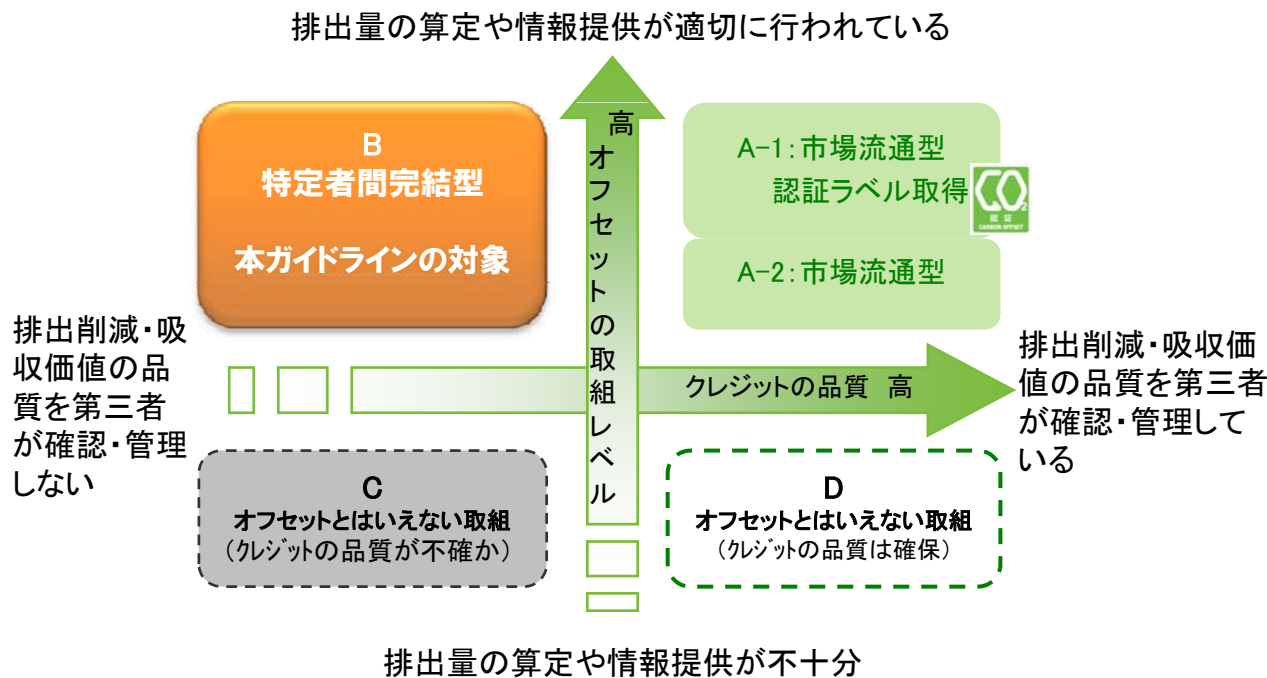 排出量の算定や情報提供が適切に行われている
B
特定者間完結型
本ガイドラインの対象
高
オフセットの取組レベル
A-1:市場流通型
認証ラベル取得
CO2
認証
CARBON OFFSET
A-2:市場流通型
排出削減・吸
収価値の品
質を第三者
が確認・管理
しない
クレジットの品質 高
排出削減・吸収価
値の品質を第三者
が確認・管理して
いる
C
オフセットとはいえない取組
(クレジットの品質が不確か)
D
オフセットとはいえない取組
(クレジットの品質は確保)
排出量の算定や情報提供が不十分